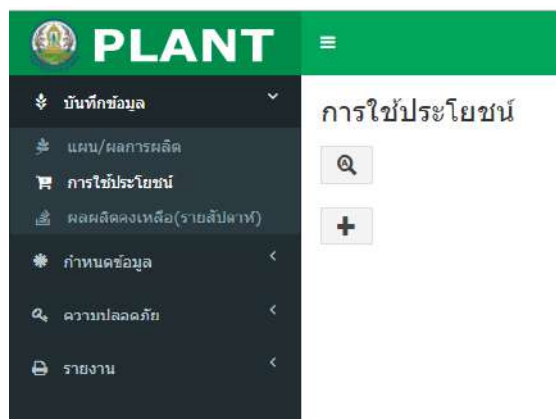 PLANT
บันทึกข้อมูล
แผน/ผลการผลิต
การใช้ประโยชน์
ผลผลิตคงเหลือ(รายสัปดาห์)
กำหนดข้อมูล
ความปลอดภัย
รายงาน
การใช้ประโยชน์